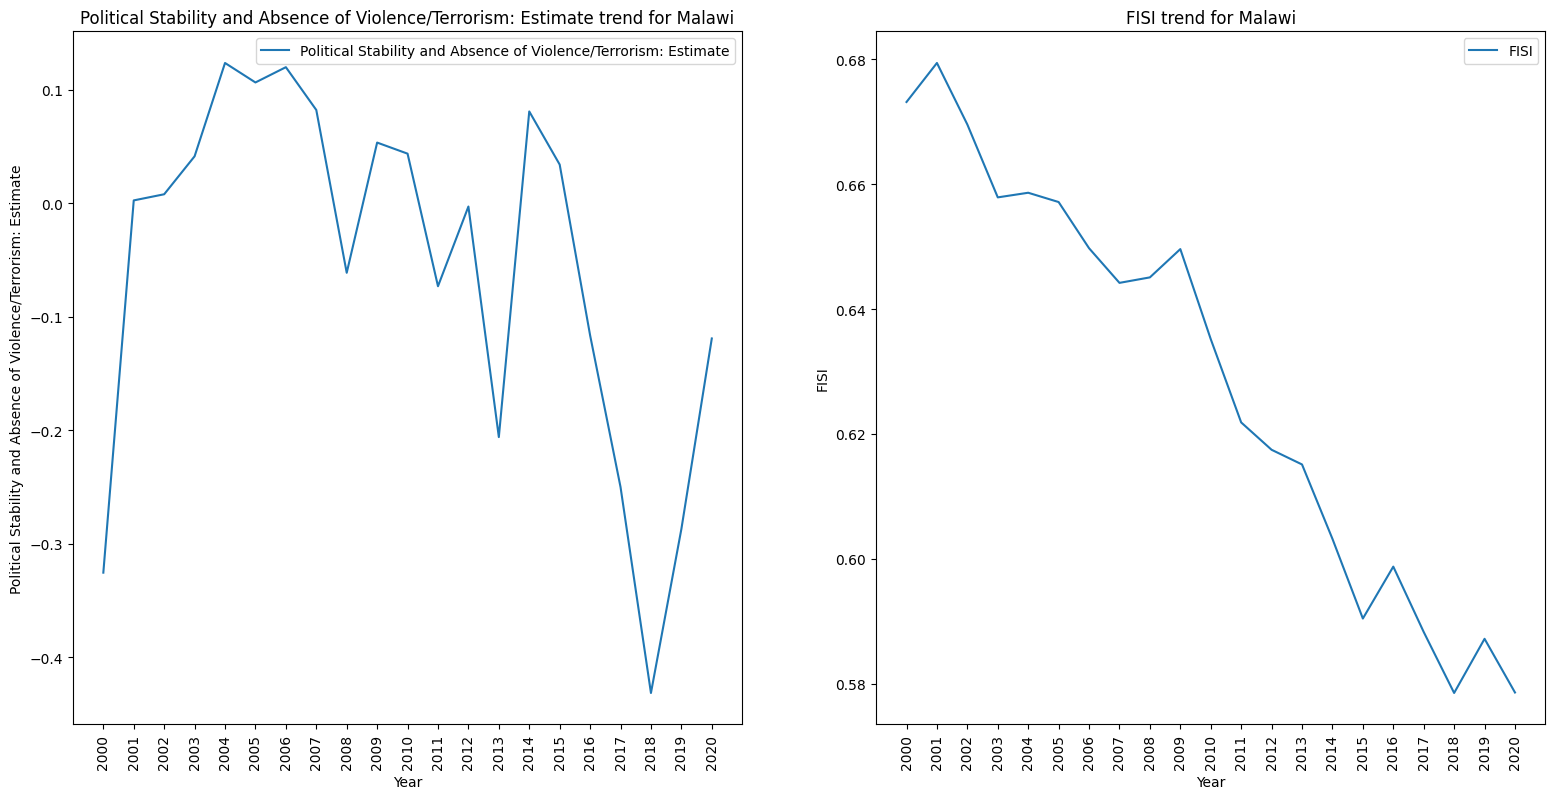 Political Stability and Absence of Violence/Terrorism: Estimate trend for Malawi
Political Stability and Absence of Violence/Terrorism: Estimate
Political Stability and Absence of Violence/Terrorism: Estimate
0.1
0.0
−0.1
−0.2
−0.3
−0.4
2000 2001 2002 2003 2004 2005 2006 2007 2008 2009 2010 2011 2012 2013 2014 2015 2016 2017 2018 2019 2020
Year
FISI trend for Malawi
FISI
FISI
0.68
0.66
0.64
0.62
0.60
0.58
2000 2001 2002 2003 2004 2005 2006 2007 2008 2009 2010 2011 2012 2013 2014 2015 2016 2017 2018 2019 2020
Year